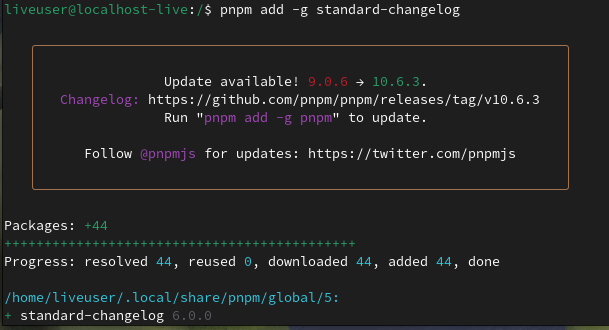 liveuser@localhost-live:/$ pnpm add -g standard-changelog
Update available! 9.0.6 → 10.6.3.
Changelog: https://github.com/pnpm/pnpm/releases/tag/v10.6.3
Run "pnpm add -g pnpm" to update.
Follow @pnpmjs for updates: https://twitter.com/pnpmjs
Packages: +44
++++++++++++++++++++++++++++++++++++++++++++
Progress: resolved 44, reused 0, downloaded 44, added 44, done
/home/liveuser/.local/share/pnpm/global/5:
+ standard-changelog 6.0.0